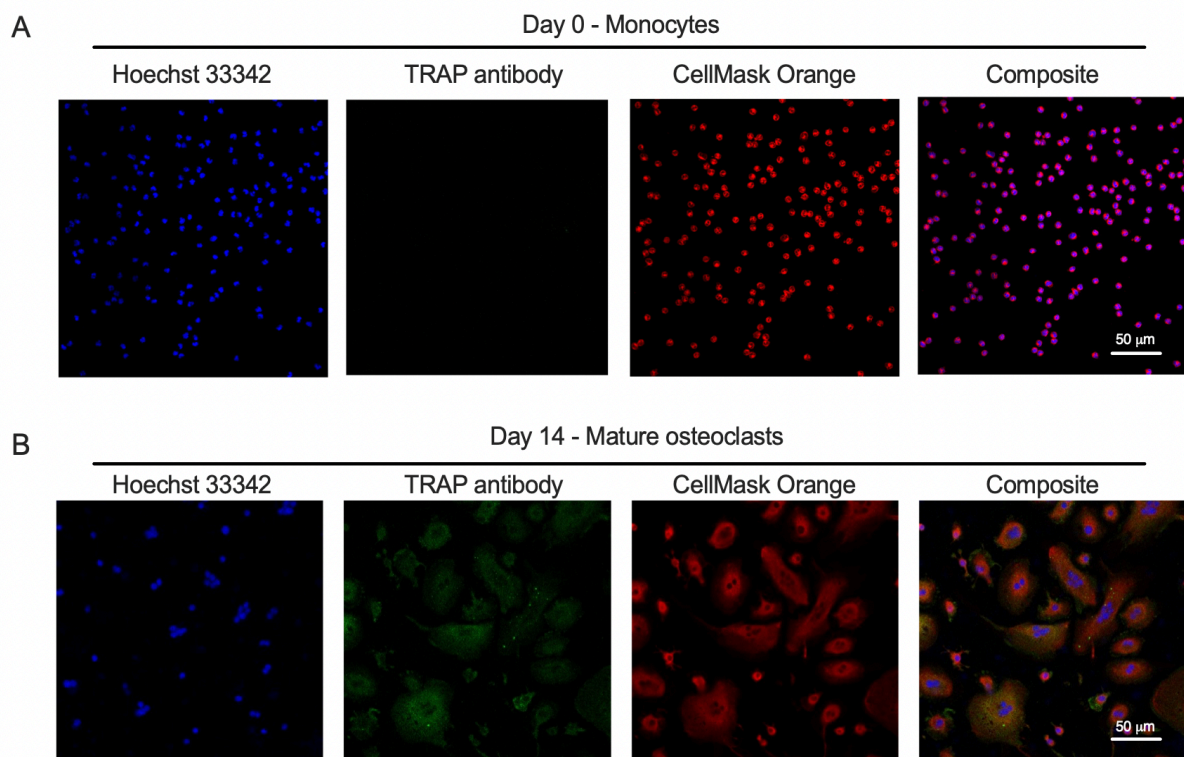 A
Day 0 - Monocytes
Hoechst 33342 TRAP antibody CellMask Orange Composite
50 µm
B
Day 14 - Mature osteoclasts
Hoechst 33342 TRAP antibody CellMask Orange Composite
50 µm